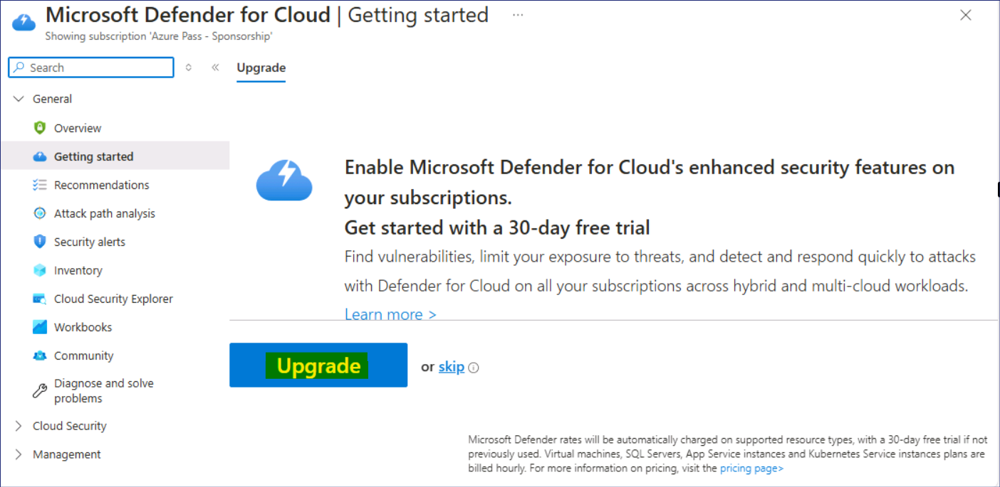 Microsoft Defender for Cloud | Getting started ...
Showing subscription 'Azure Pass - Sponsorship'
Search
Upgrade
General
Overview
Getting started
Recommendations
Attack path analysis
Security alerts
Inventory
Cloud Security Explorer
Workbooks
Community
Diagnose and solve
problems
Cloud Security
Management
Enable Microsoft Defender for Cloud's enhanced security features on
your subscriptions.
Get started with a 30-day free trial
Find vulnerabilities, limit your exposure to threats, and detect and respond quickly to attacks
with Defender for Cloud on all your subscriptions across hybrid and multi-cloud workloads.
Learn more >
Upgrade or skip
Microsoft Defender rates will be automatically charged on supported resource types, with a 30-day free trial if not
previously used. Virtual machines, SQL Servers, App Service instances and Kubernetes Service instances plans are
billed hourly. For more information on pricing, visit the pricing page>